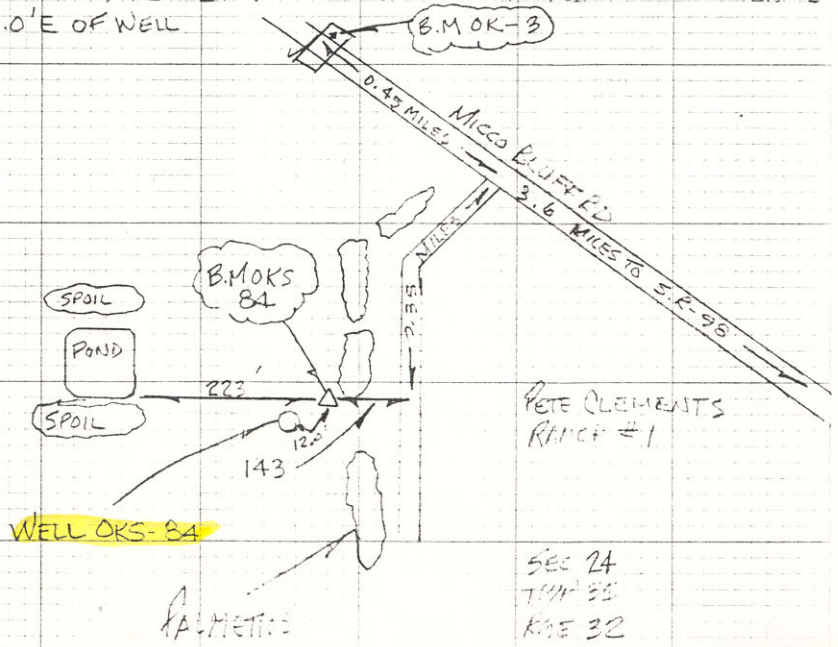 .0'E OF WELL
B.M OK-3
0.45 MILES
MICCO BLUFF RD
3.6 MILES TO S.R-98
MILES
B.M OKS
84
SPOIL
POND
SPOIL
223'
12.0'
143
PETE CLEMENTS
RANCH #1
WELL OKS-84
SEC 24
32